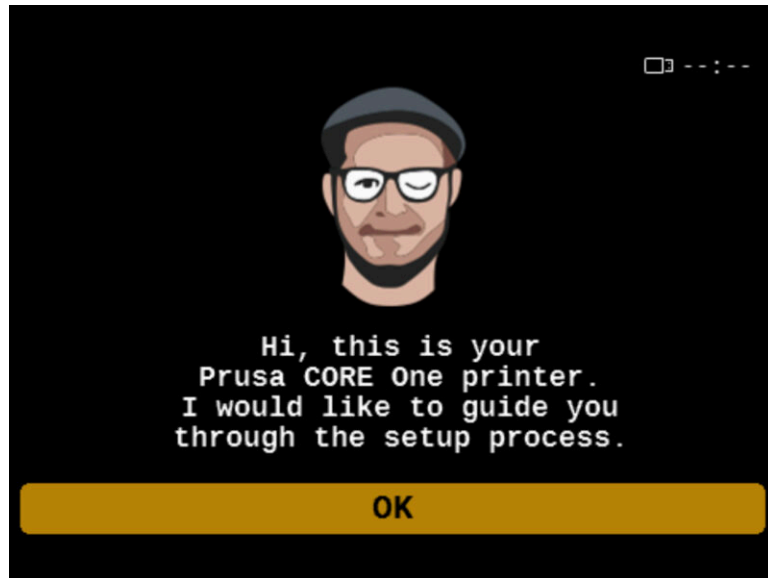 --:--
Hi, this is your
Prusa CORE One printer.
I would like to guide you
through the setup process.
OK